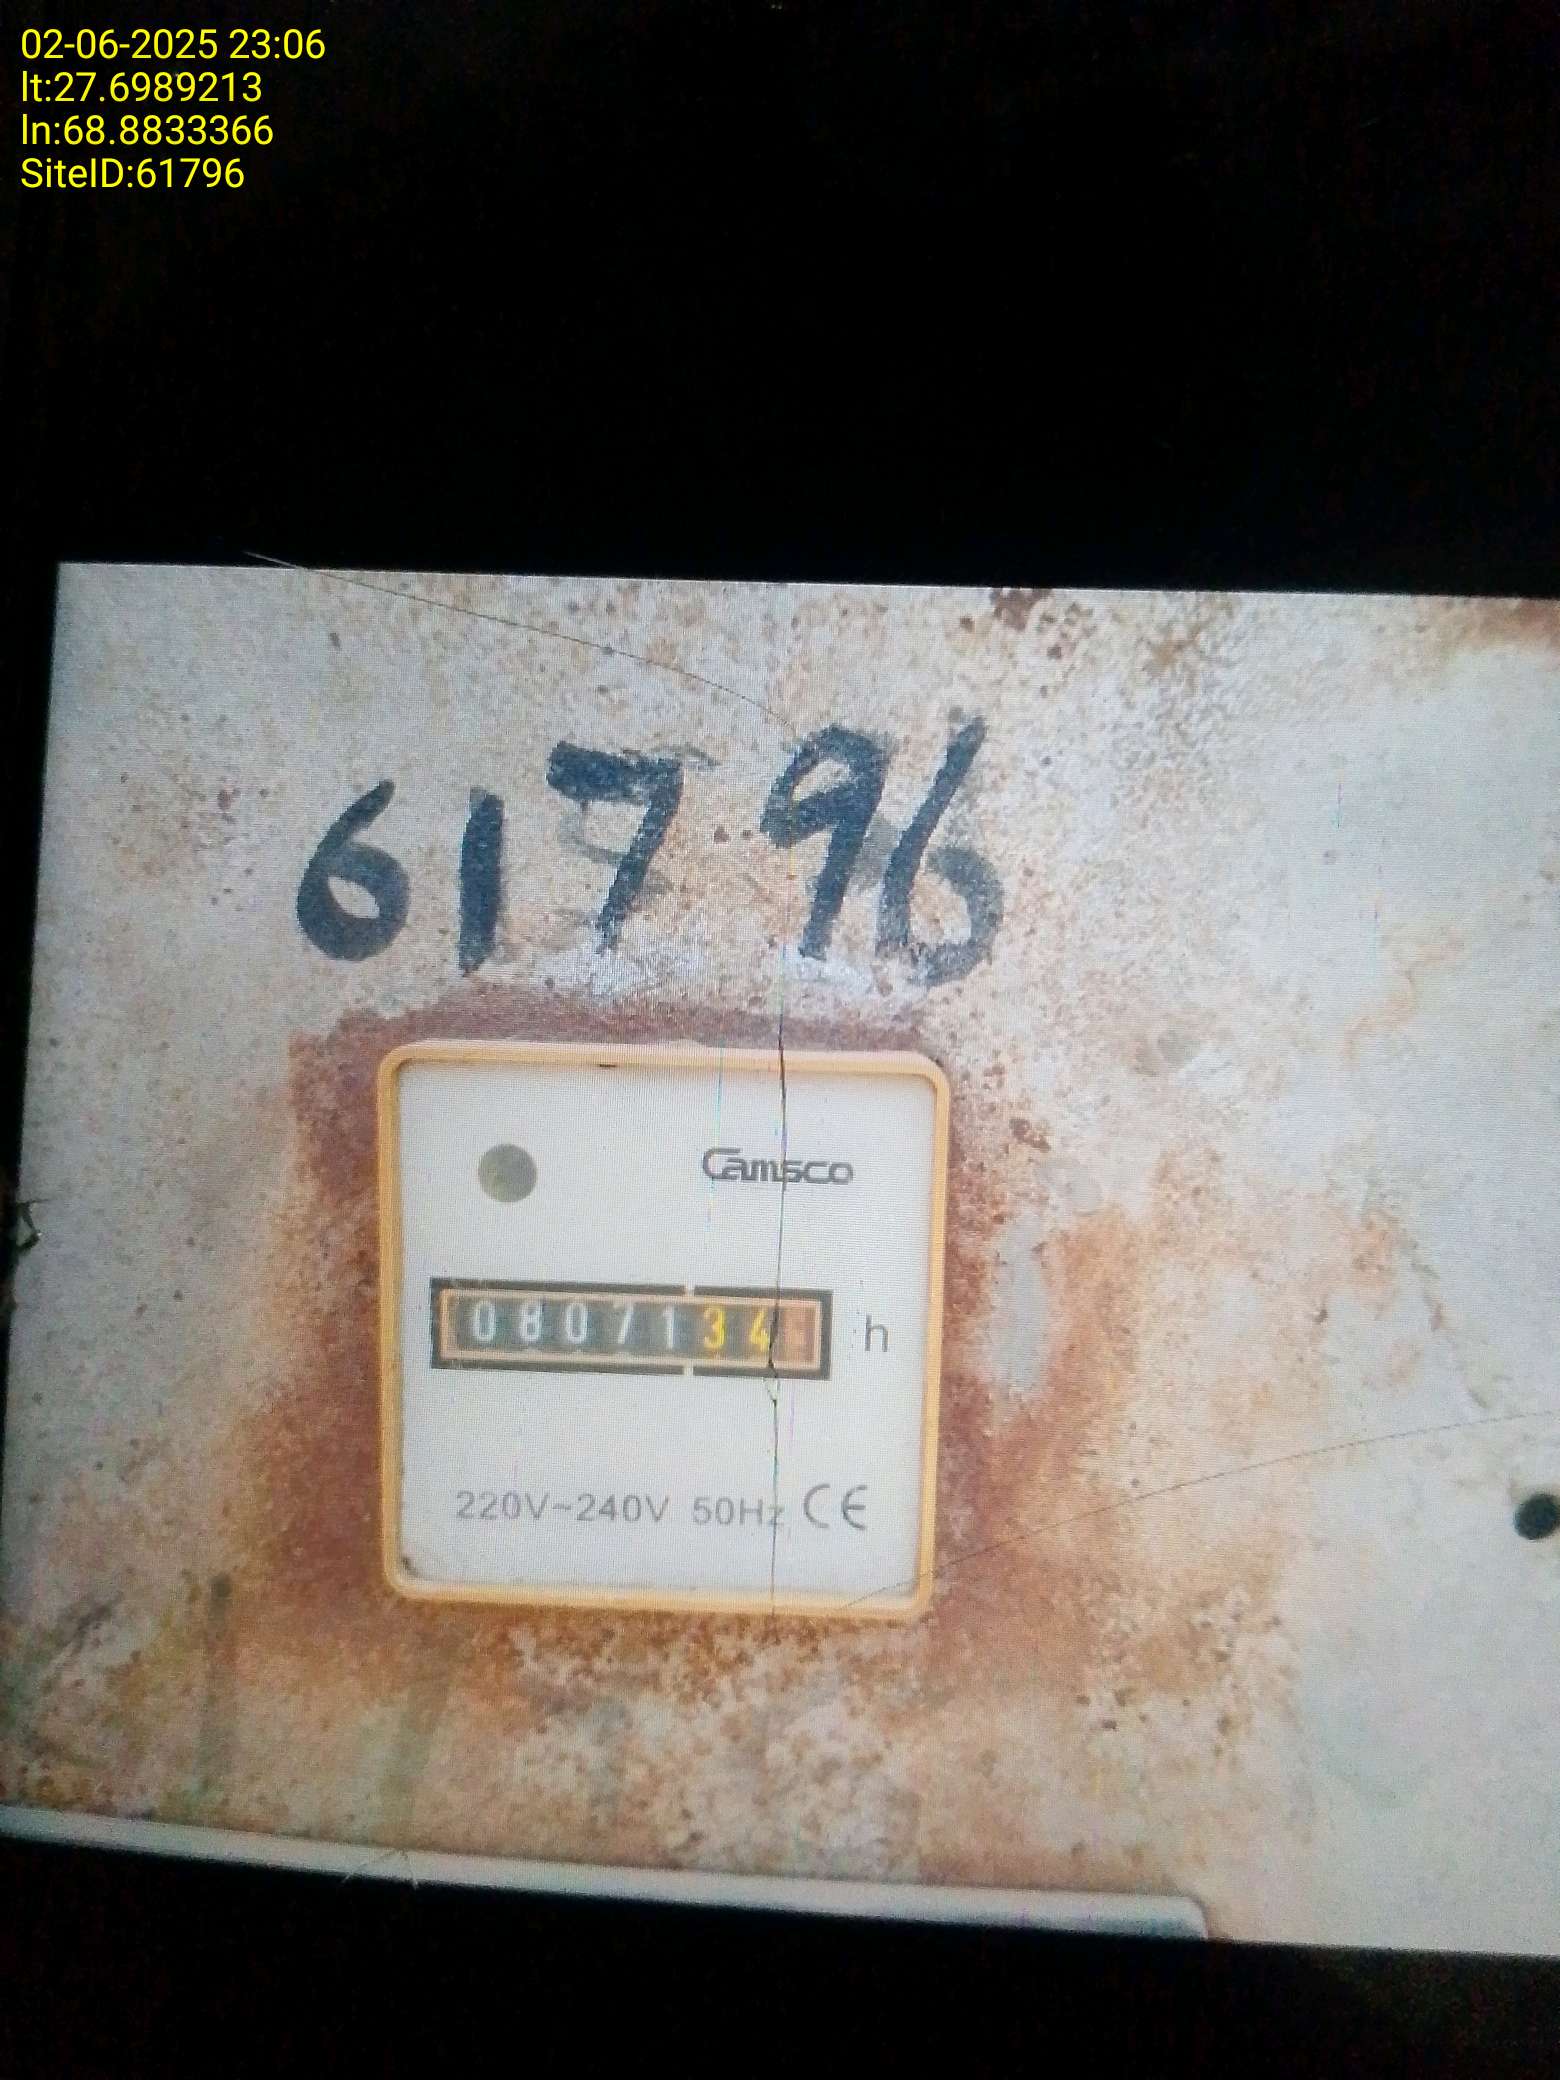 02-06-2025 23:06
lt:27.6989213
ln:68.8833366
SiteID:61796
61796
Camsco
0807134 h
220V~240V 50Hz CE